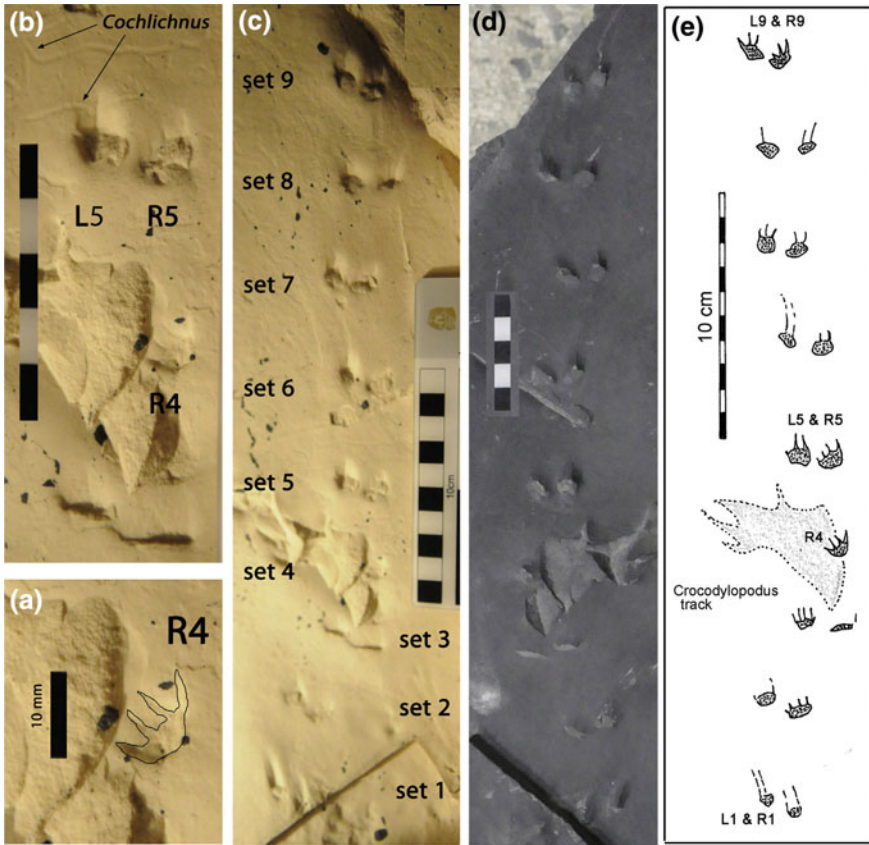 (b)
Cochlichnus
L5 R5
R4
(a)
R4
10 mm
(c)
set 9
set 8
set 7
set 6
set 5
set 4
set 3
set 2
set 1
10cm
(d)
(e)
L9 & R9
10 cm
L5 & R5
R4
Crocodylopodus
track
L1 & R1